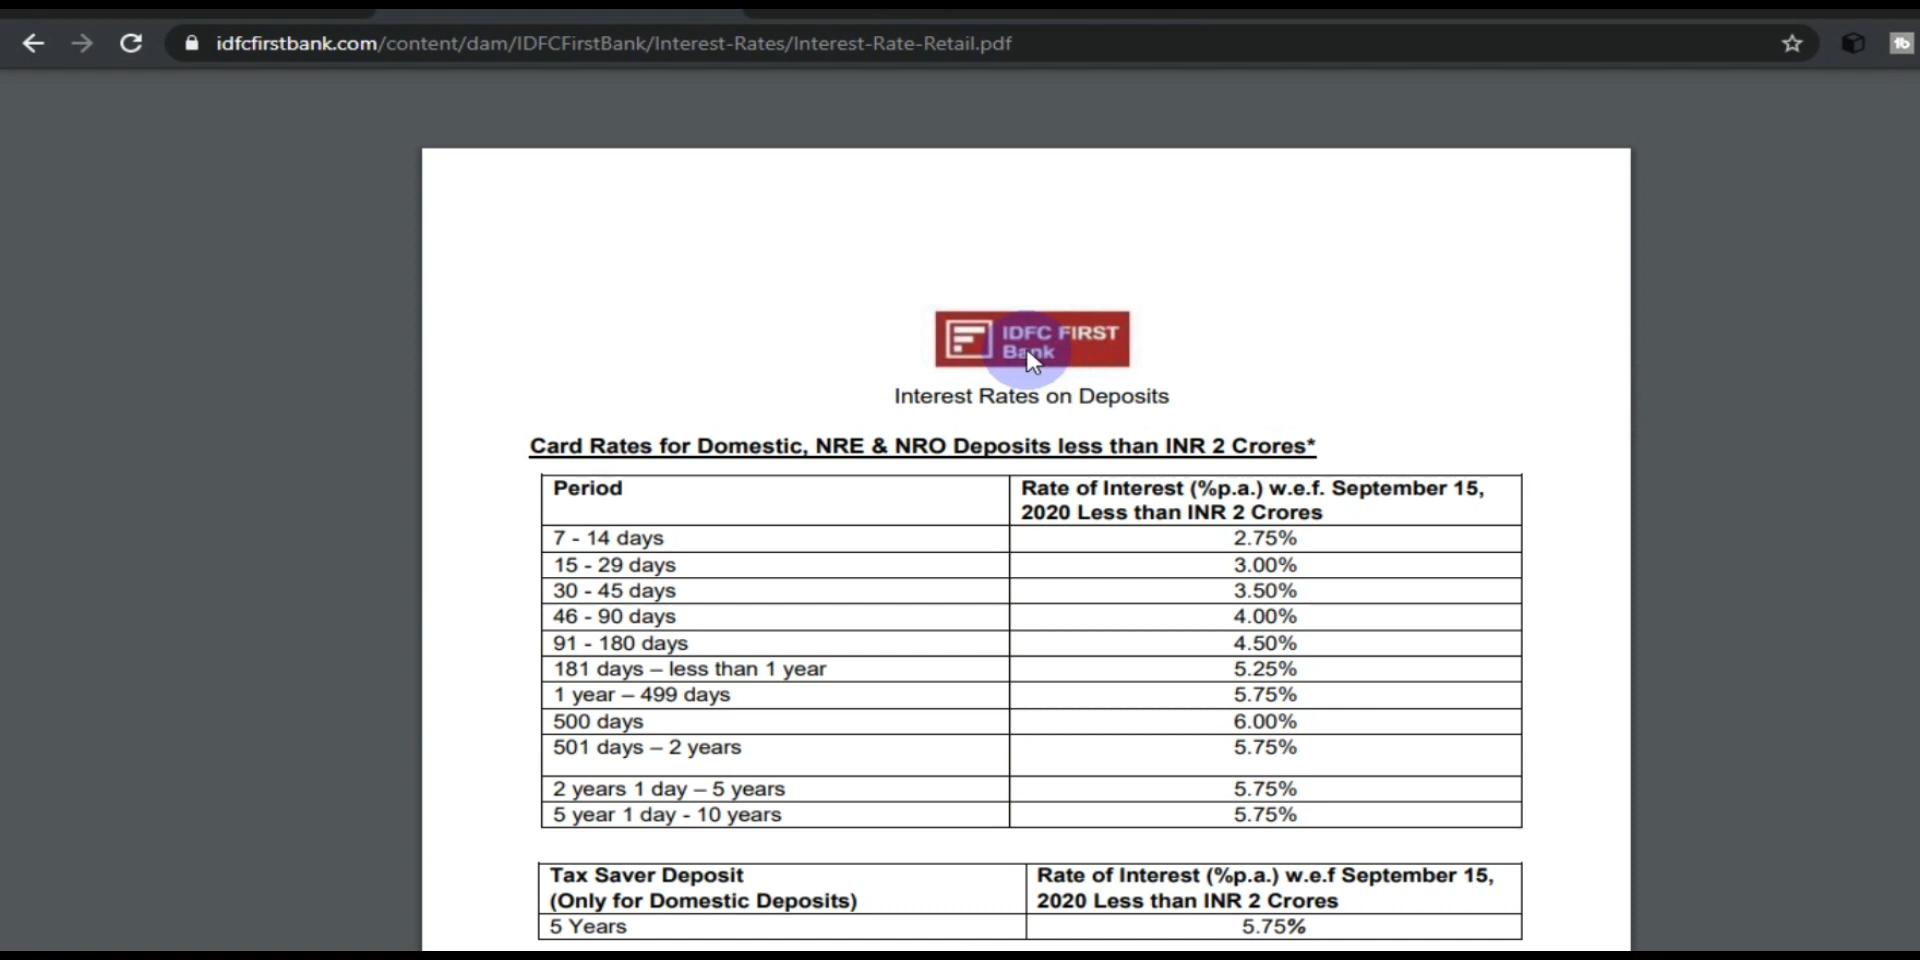 idfcfirstbank.com/content/dam/IDFCFirstBank/Interest-Rates/Interest-Rate-Retail.pdf
IDFC FIRST
Bank
Interest Rates on Deposits
Card Rates for Domestic, NRE & NRO Deposits less than INR 2 Crores*
Period
Rate of Interest (%p.a.) w.e.f. September 15,
2020 Less than INR 2 Crores
7 - 14 days 2.75%
15 - 29 days 3.00%
30 - 45 days 3.50%
46 - 90 days 4.00%
91 - 180 days 4.50%
181 days – less than 1 year 5.25%
1 year – 499 days 5.75%
500 days 6.00%
501 days – 2 years 5.75%
2 years 1 day – 5 years 5.75%
5 year 1 day - 10 years 5.75%
Tax Saver Deposit
(Only for Domestic Deposits)
Rate of Interest (%p.a.) w.e.f September 15,
2020 Less than INR 2 Crores
5 Years 5.75%